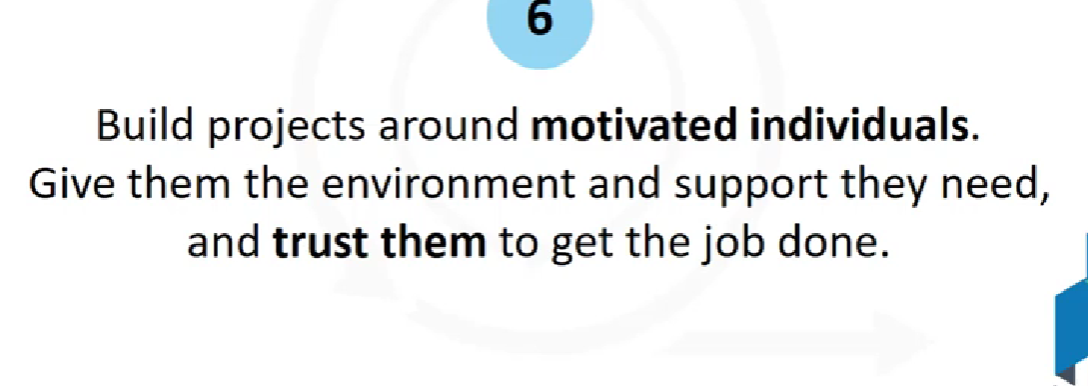 6
Build projects around motivated individuals.
Give them the environment and support they need,
and trust them to get the job done.